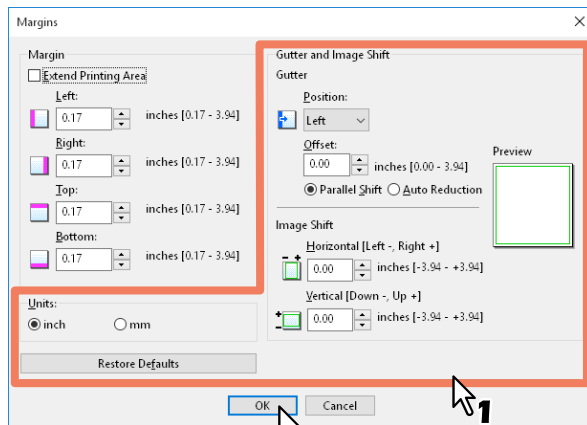 Margins
Margin
Extend Printing Area
Left:
0.17 inches [0.17 - 3.94]
Right:
0.17 inches [0.17 - 3.94]
Top:
0.17 inches [0.17 - 3.94]
Bottom:
0.17 inches [0.17 - 3.94]
Units:
inch mm
Restore Defaults
Gutter and Image Shift
Gutter
Position:
Left
Offset:
0.00 inches [0.00 - 3.94]
Parallel Shift Auto Reduction
Preview
Image Shift
Horizontal [Left -, Right +]
- +
0.00 inches [-3.94 - +3.94]
Vertical [Down -, Up +]
+
-
0.00 inches [-3.94 - +3.94]
1
OK Cancel